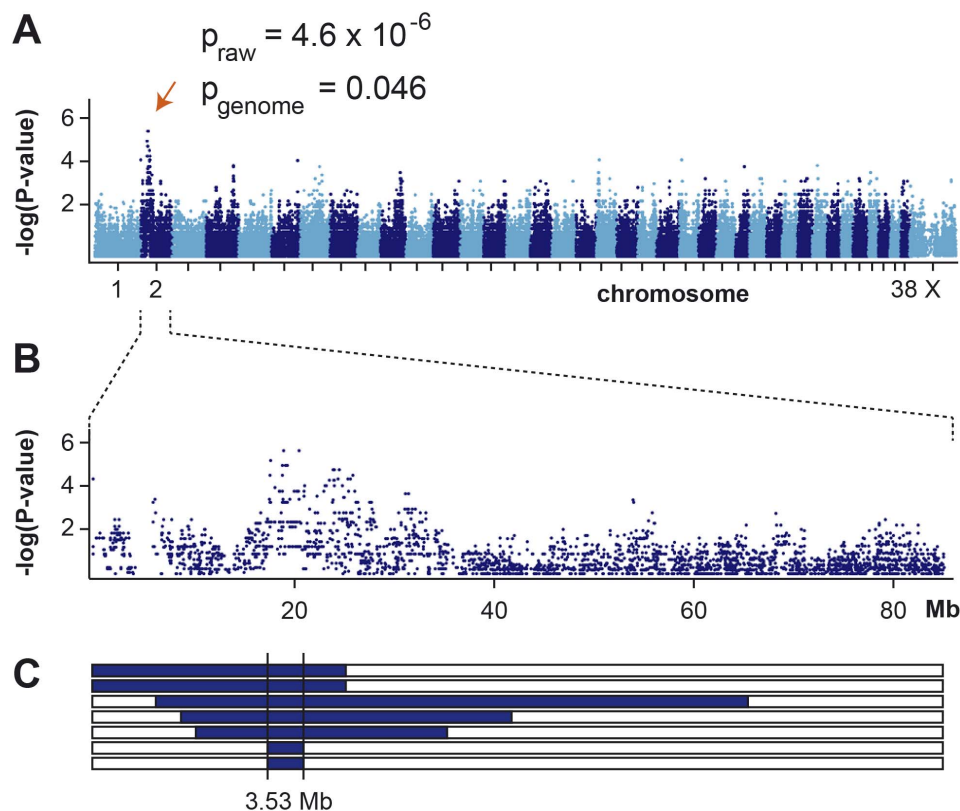 A
p_raw = 4.6 x 10^-6
p_genome = 0.046
-log(P-value)
6
4
2
1 2 chromosome 38 X
B
-log(P-value)
6
4
2
20 40 60 80 Mb
C
3.53 Mb